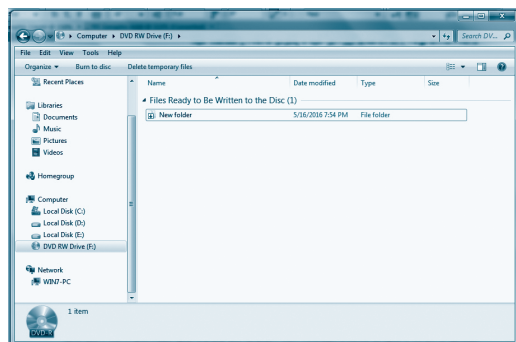 Computer ▸ DVD RW Drive (F:) ▸
Search DV...
File Edit View Tools Help
Organize Burn to disc Delete temporary files
Recent Places
Libraries
Documents
Music
Pictures
Videos
Homegroup
Computer
Local Disk (C:)
Local Disk (D:)
Local Disk (E:)
DVD RW Drive (F:)
Network
WIN7-PC
Name Date modified Type Size
Files Ready to Be Written to the Disc (1)
New folder 5/16/2016 7:54 PM File folder
1 item
DVD-R